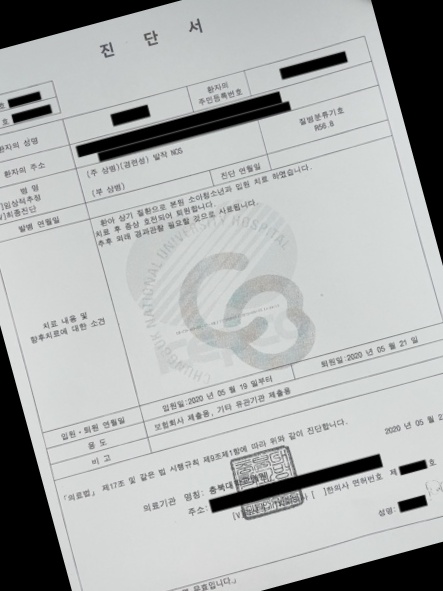 진 단 서
호
호
환자의
주민등록번호
환자의 성명
환자의 주소
병 명
[ ]임상적추정
[V]최종진단
(주 상병)(경련성) 발작 NOS
(부 상병)
질병분류기호
R56.8
발병 연월일
진단 연월일
환아 상기 질환으로 본원 소아청소년과 입원 치료 하였습니다.
치료 후 증상 호전되어 퇴원합니다.
추후 외래 경과관찰 필요할 것으로 사료됩니다.
치료 내용 및
향후치료에 대한 소견
CHUNGBUK NATIONAL UNIVERSITY HOSPITAL
입원·퇴원 연월일
입원일:2020 년 05 월 19 일부터
퇴원일:2020 년 05 월 21 일
용 도
보험회사 제출용, 기타 유관기관 제출용
비 고
「의료법」 제17조 및 같은 법 시행규칙 제9조제1항에 따라 위와 같이 진단합니다.
2020 년 05 월 2
의료기관 명칭: 충북대
주소:
[V] [ ]한의사 면허번호 제 호
성명:
무효입니다.」